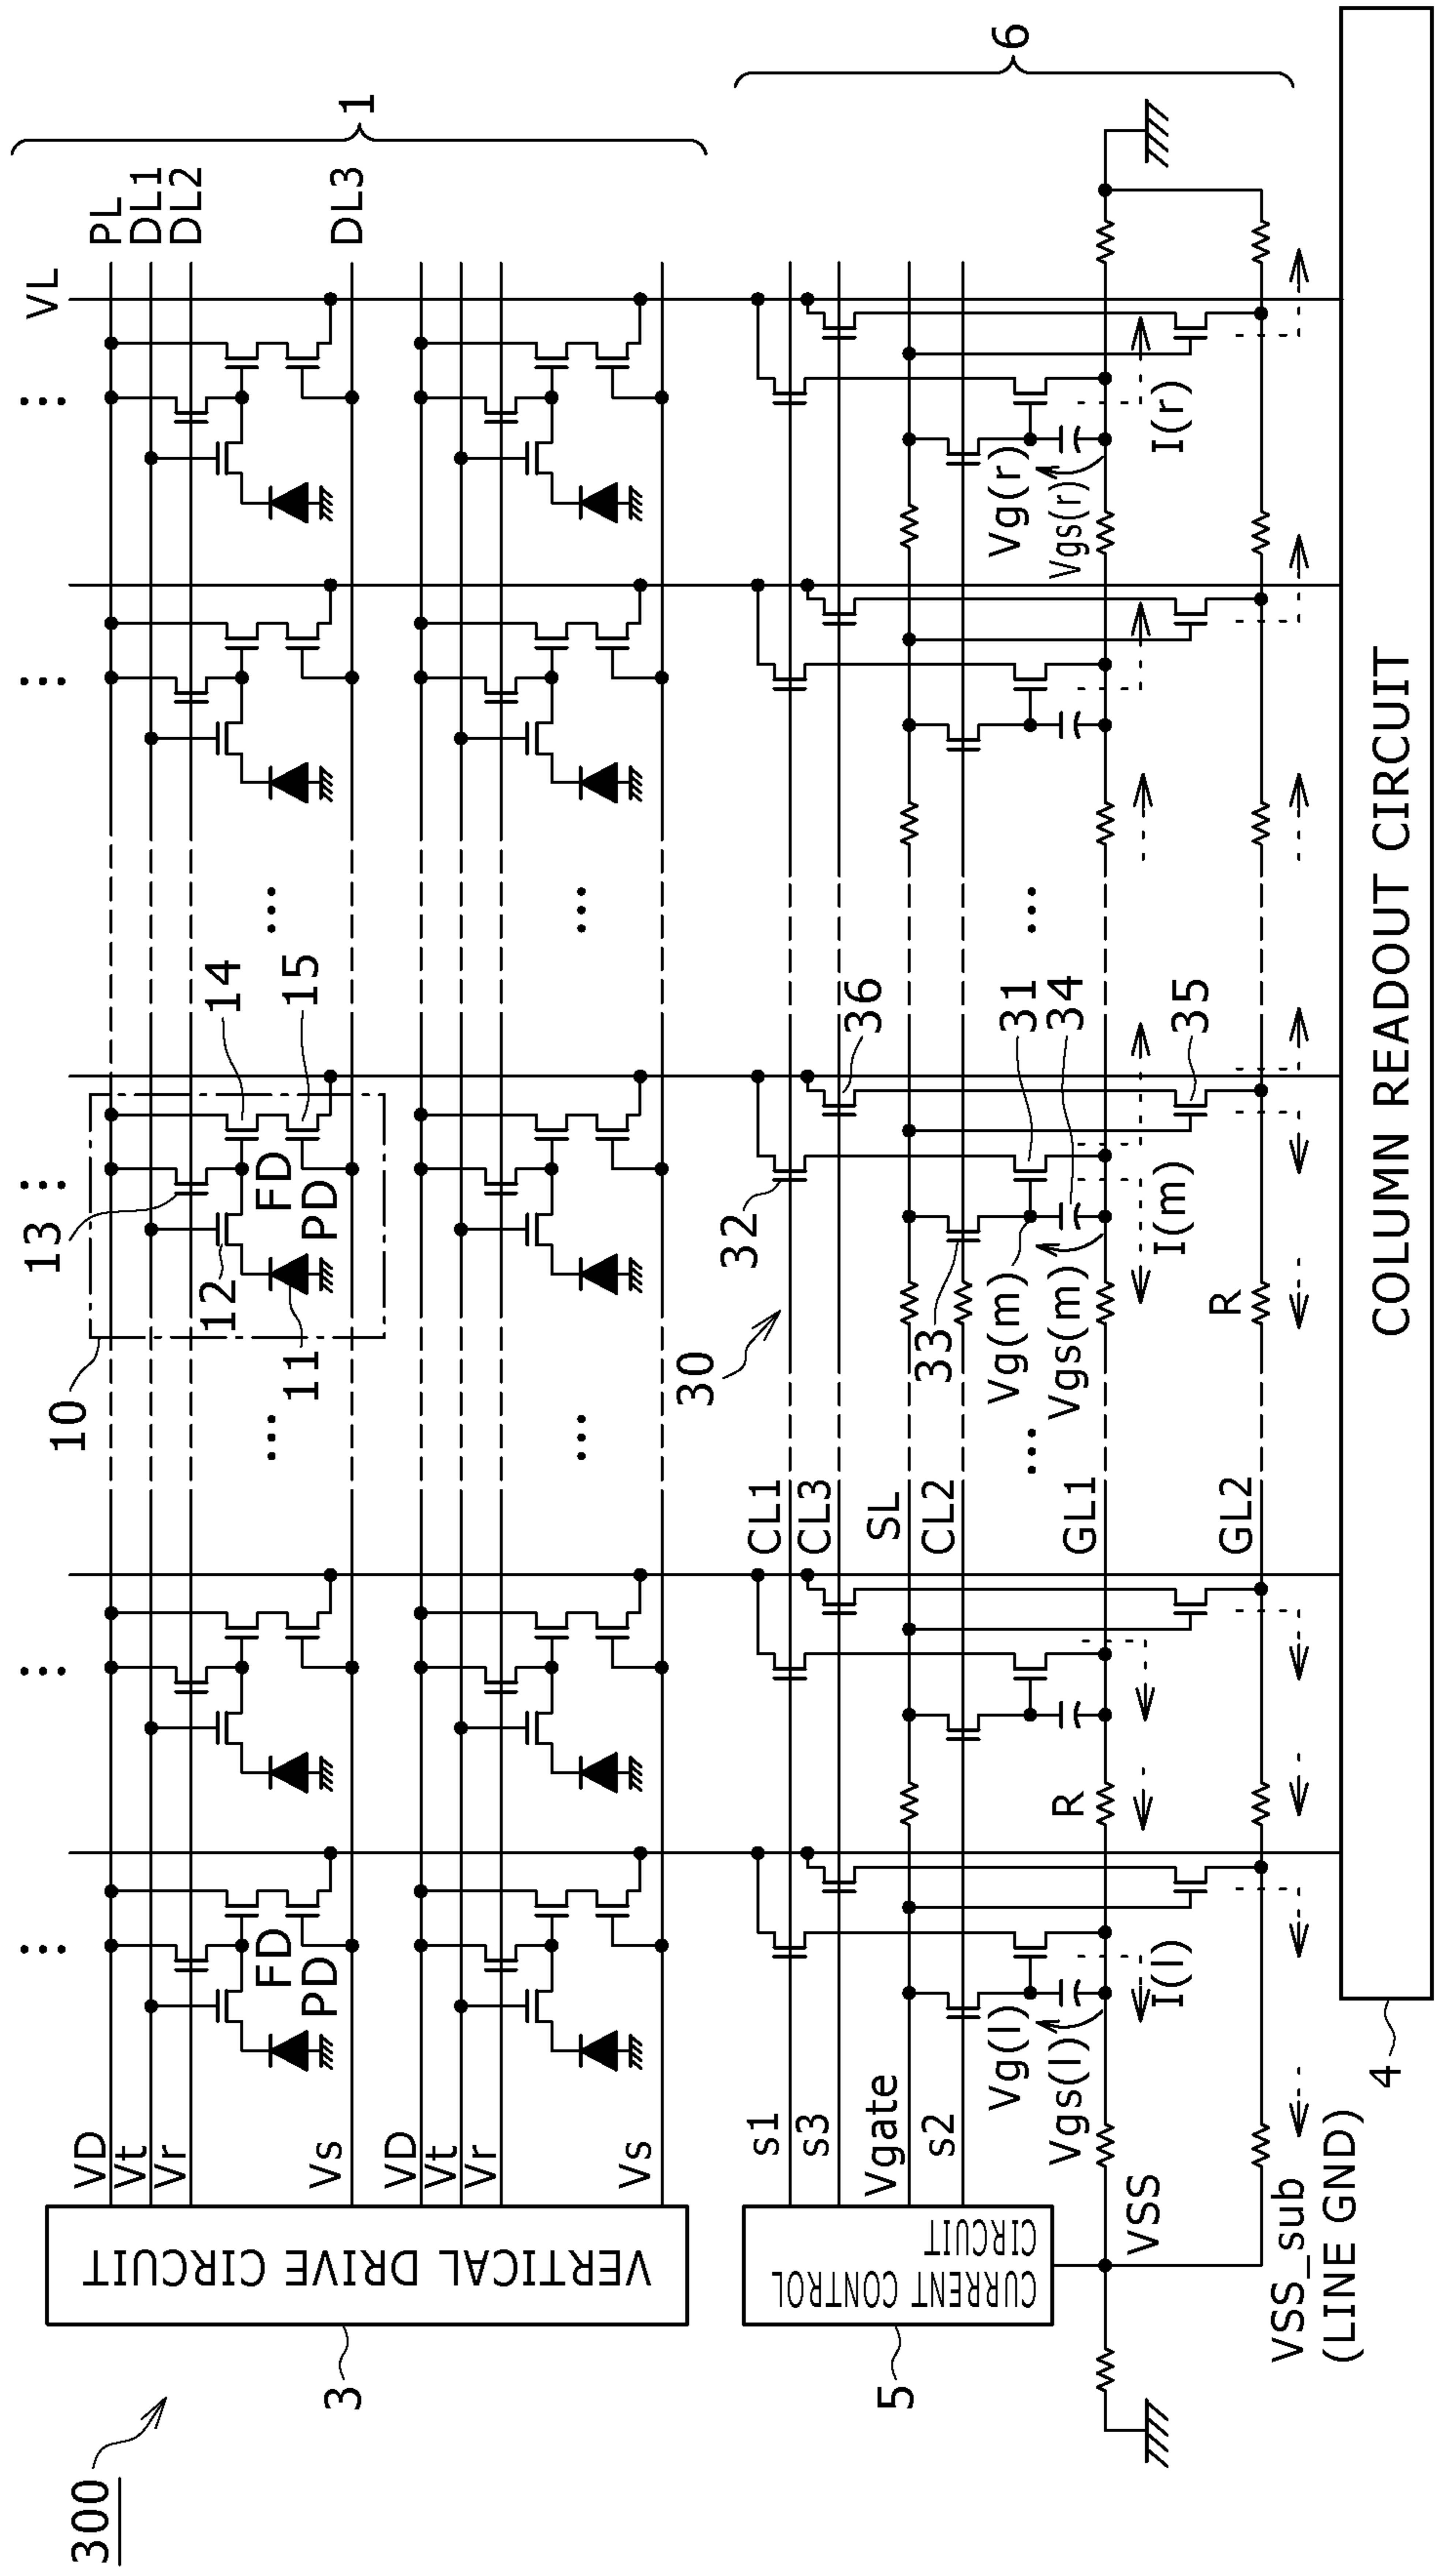 300
VERTICAL DRIVE CIRCUIT
3
VD
Vt
Vr
Vs
VD
Vt
Vr
Vs
FD
PD
10
11
12
13
FD
PD
14
15
VL
PL
DL1
DL2
DL3
1
...
...
...
...
...
...
...
...
...
CURRENT CONTROL
CIRCUIT
5
s1
s3
Vgate
s2
VSS
VSS_sub
(LINE GND)
Vg(l)
Vgs(l)
I(l)
R
CL1
CL3
SL
CL2
GL1
GL2
...
30
32
33
Vg(m)
Vgs(m)
I(m)
R
36
31
34
35
...
Vg(r)
Vgs(r)
I(r)
6
4
COLUMN READOUT CIRCUIT